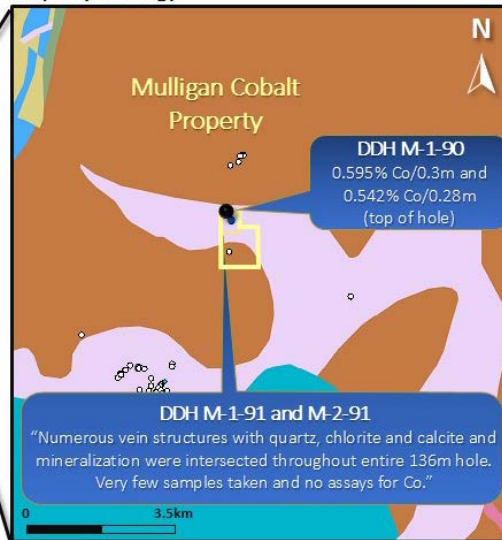 N
Mulligan Cobalt
Property
DDH M-1-90
0.595% Co/0.3m and
0.542% Co/0.28m
(top of hole)
DDH M-1-91 and M-2-91
“Numerous vein structures with quartz, chlorite and calcite and
mineralization were intersected throughout entire 136m hole.
Very few samples taken and no assays for Co.”
0 3.5km